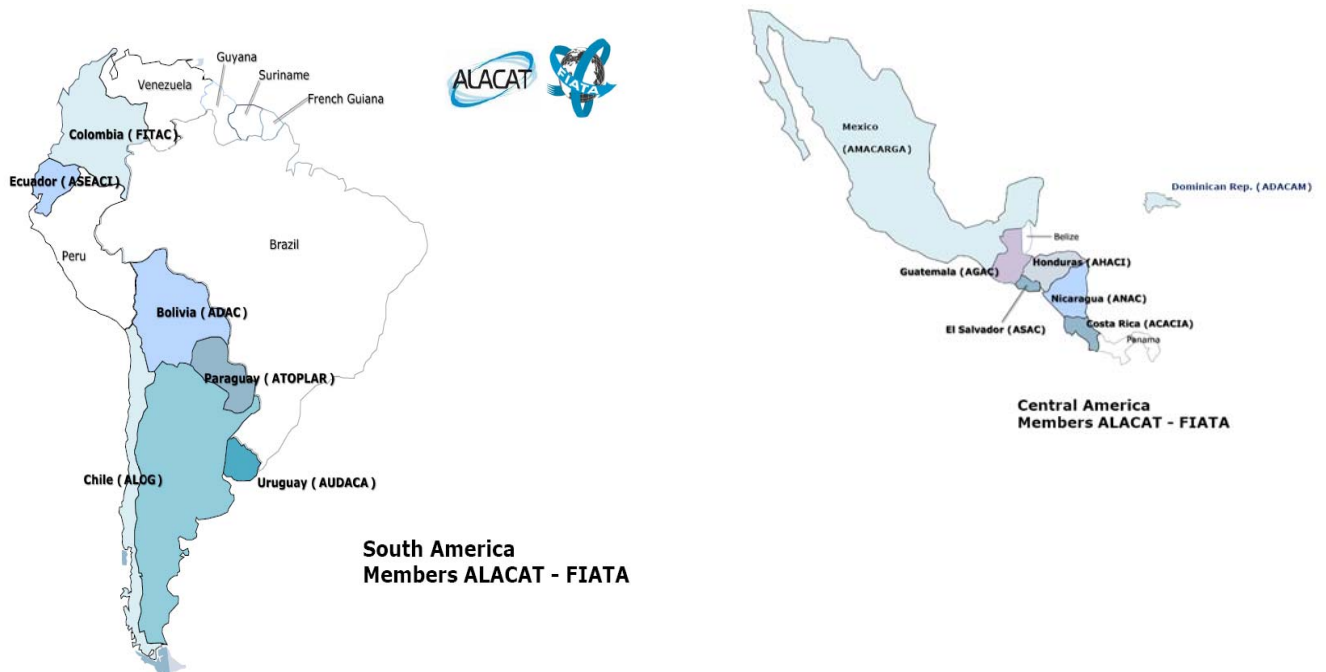 Guyana
Suriname
Venezuela
French Guiana
ALACAT
FIATA
Colombia ( FITAC)
Ecuador ( ASEACI)
Peru
Brazil
Bolivia ( ADAC)
Paraguay ( ATOPLAR)
Chile ( ALOG)
Uruguay ( AUDACA )
South America
Members ALACAT - FIATA
Mexico
(AMACARGA)
Dominican Rep. (ADACAM)
Belize
Honduras (AHACI)
Guatemala (AGAC)
Nicaragua (ANAC)
El Salvador (ASAC)
Costa Rica (ACACIA)
Panama
Central America
Members ALACAT - FIATA